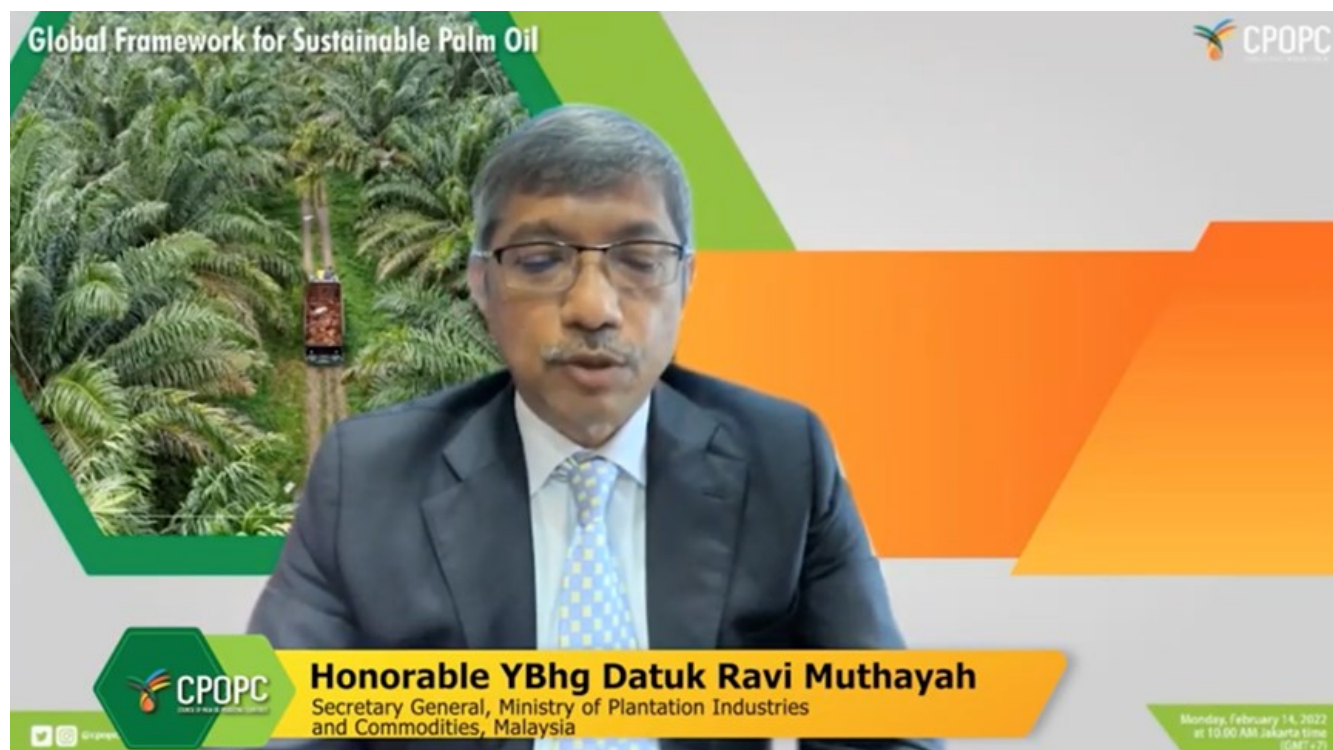 Global Framework for Sustainable Palm Oil
CPOPC
Honorable YBhg Datuk Ravi Muthayah
CPOPC
Secretary General, Ministry of Plantation Industries
and Commodities, Malaysia
Monday, February 14, 2022
at 10.00 AM Jakarta time